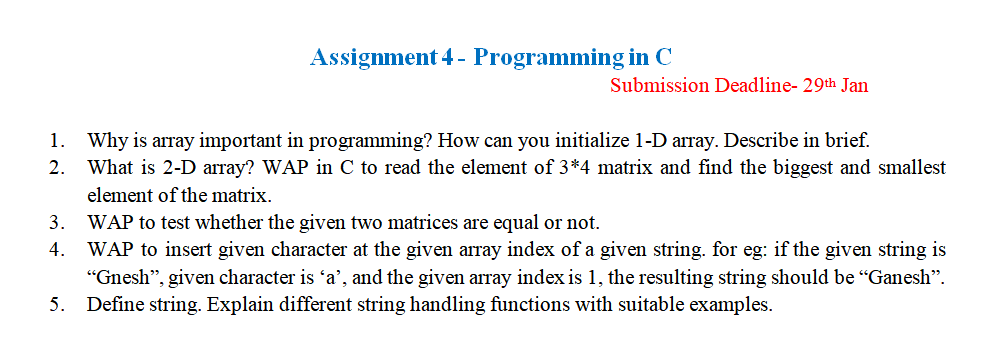 Assignment 4 - Programming in C
Submission Deadline- 29th Jan
1. Why is array important in programming? How can you initialize 1-D array. Describe in brief.
2. What is 2-D array? WAP in C to read the element of 3*4 matrix and find the biggest and smallest
element of the matrix.
3. WAP to test whether the given two matrices are equal or not.
4. WAP to insert given character at the given array index of a given string. for eg: if the given string is
“Gnesh”, given character is ‘a’, and the given array index is 1, the resulting string should be “Ganesh”.
5. Define string. Explain different string handling functions with suitable examples.